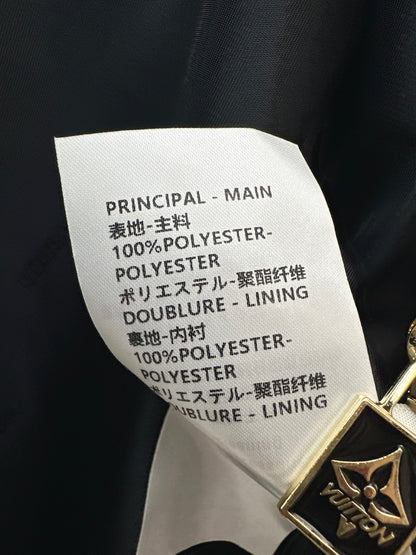 PRINCIPAL - MAIN
表地-主料
100%POLYESTER-
POLYESTER
ポリエステル-聚酯纤维
DOUBLURE - LINING
裏地-内衬
100%POLYESTER-
POLYESTER
ポリエステル-聚酯纤维
DOUBLURE - LINING
VUITTON